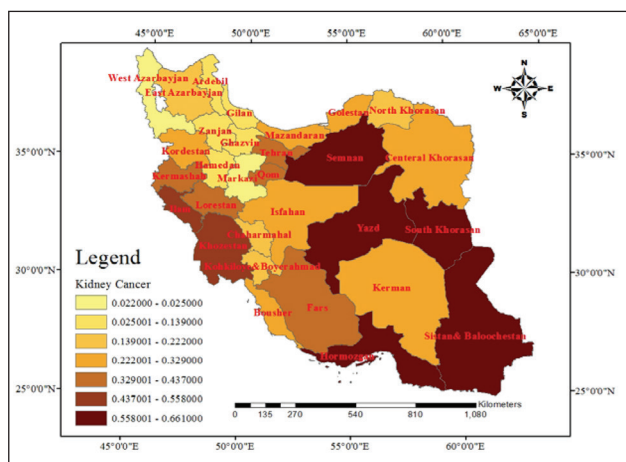 45°0'0"E 50°0'0"E 55°0'0"E 60°0'0"E 65°0'0"E
N
W E
S
West Azarbayjan
Ardebil
East Azarbayjan
Gilan
Golestan
North Khorasan
Zanjan
Mazandaran
Ghazvin
Tehran
Semnan
Central Khorasan
Kordestan
Hamedan
Kermashan
Markazi
Qom
Lorestan
Isfahan
Yazd
South Khorasan
Charmahal
&Boyerahmad
Kerman
Bousher
Fars
Sistan& Baloochestan
Hormozgan
35°0'0"N
30°0'0"N
25°0'0"N
35°0'0"N
30°0'0"N
25°0'0"N
Legend
Kidney Cancer
0.022000 - 0.025000
0.025001 - 0.139000
0.139001 - 0.222000
0.222001 - 0.329000
0.329001 - 0.437000
0.437001 - 0.558000
0.558001 - 0.661000
Kilometers
0 135 270 540 810 1,080
45°0'0"E 50°0'0"E 55°0'0"E 60°0'0"E